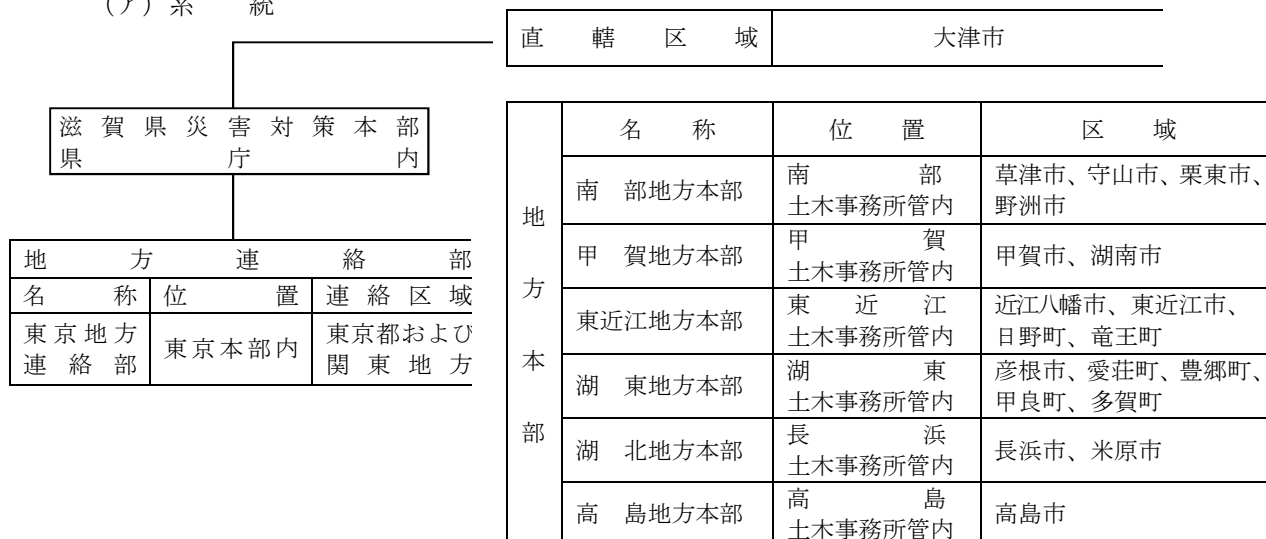 (ア)系 統
直轄区域 大津市
滋賀県災害対策本部
県庁内
地方連絡部
名称 位置 連絡区域
東京地方
連絡部
東京本部内
東京都および
関東地方
地方本部
名称 位置 区域
南 部地方本部
南部
土木事務所管内
草津市、守山市、栗東市、
野洲市
甲 賀地方本部
甲賀
土木事務所管内
甲賀市、湖南市
東近江地方本部
東近江
土木事務所管内
近江八幡市、東近江市、
日野町、竜王町
湖 東地方本部
湖東
土木事務所管内
彦根市、愛荘町、豊郷町、
甲良町、多賀町
湖 北地方本部
長浜
土木事務所管内
長浜市、米原市
高 島地方本部
高島
土木事務所管内
高島市